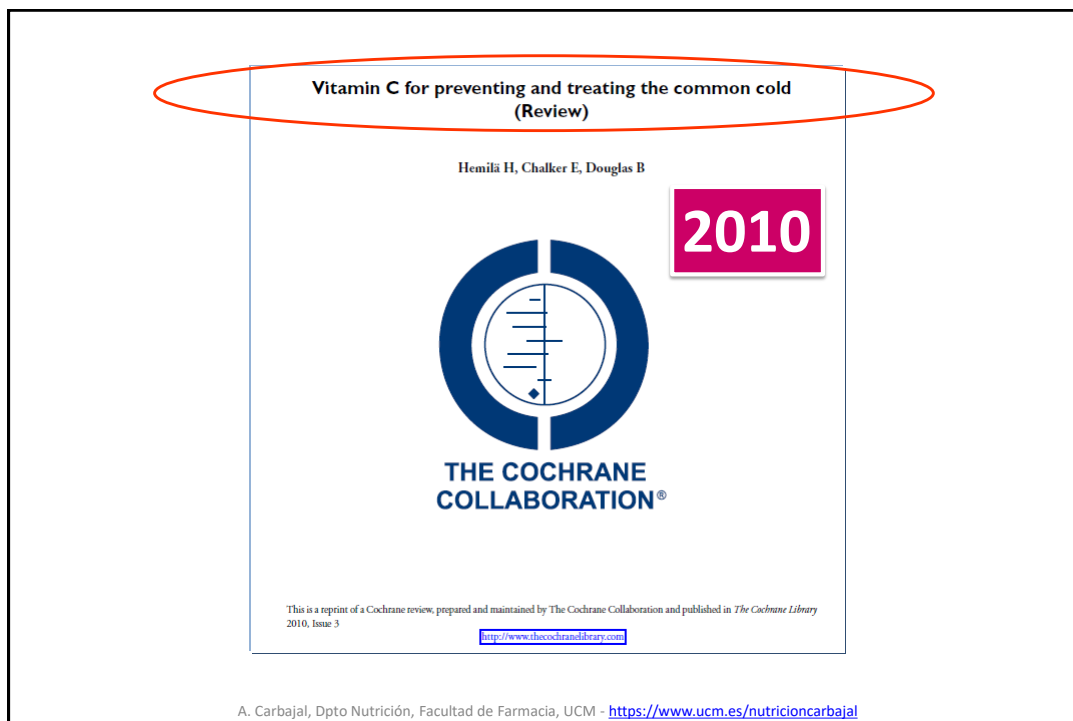 Vitamin C for preventing and treating the common cold
(Review)
Hemilä H, Chalker E, Douglas B
2010
THE COCHRANE
COLLABORATION®
This is a reprint of a Cochrane review, prepared and maintained by The Cochrane Collaboration and published in The Cochrane Library
2010, Issue 3
http://www.thecochranelibrary.com
A. Carbajal, Dpto Nutrición, Facultad de Farmacia, UCM - https://www.ucm.es/nutricioncarbajal